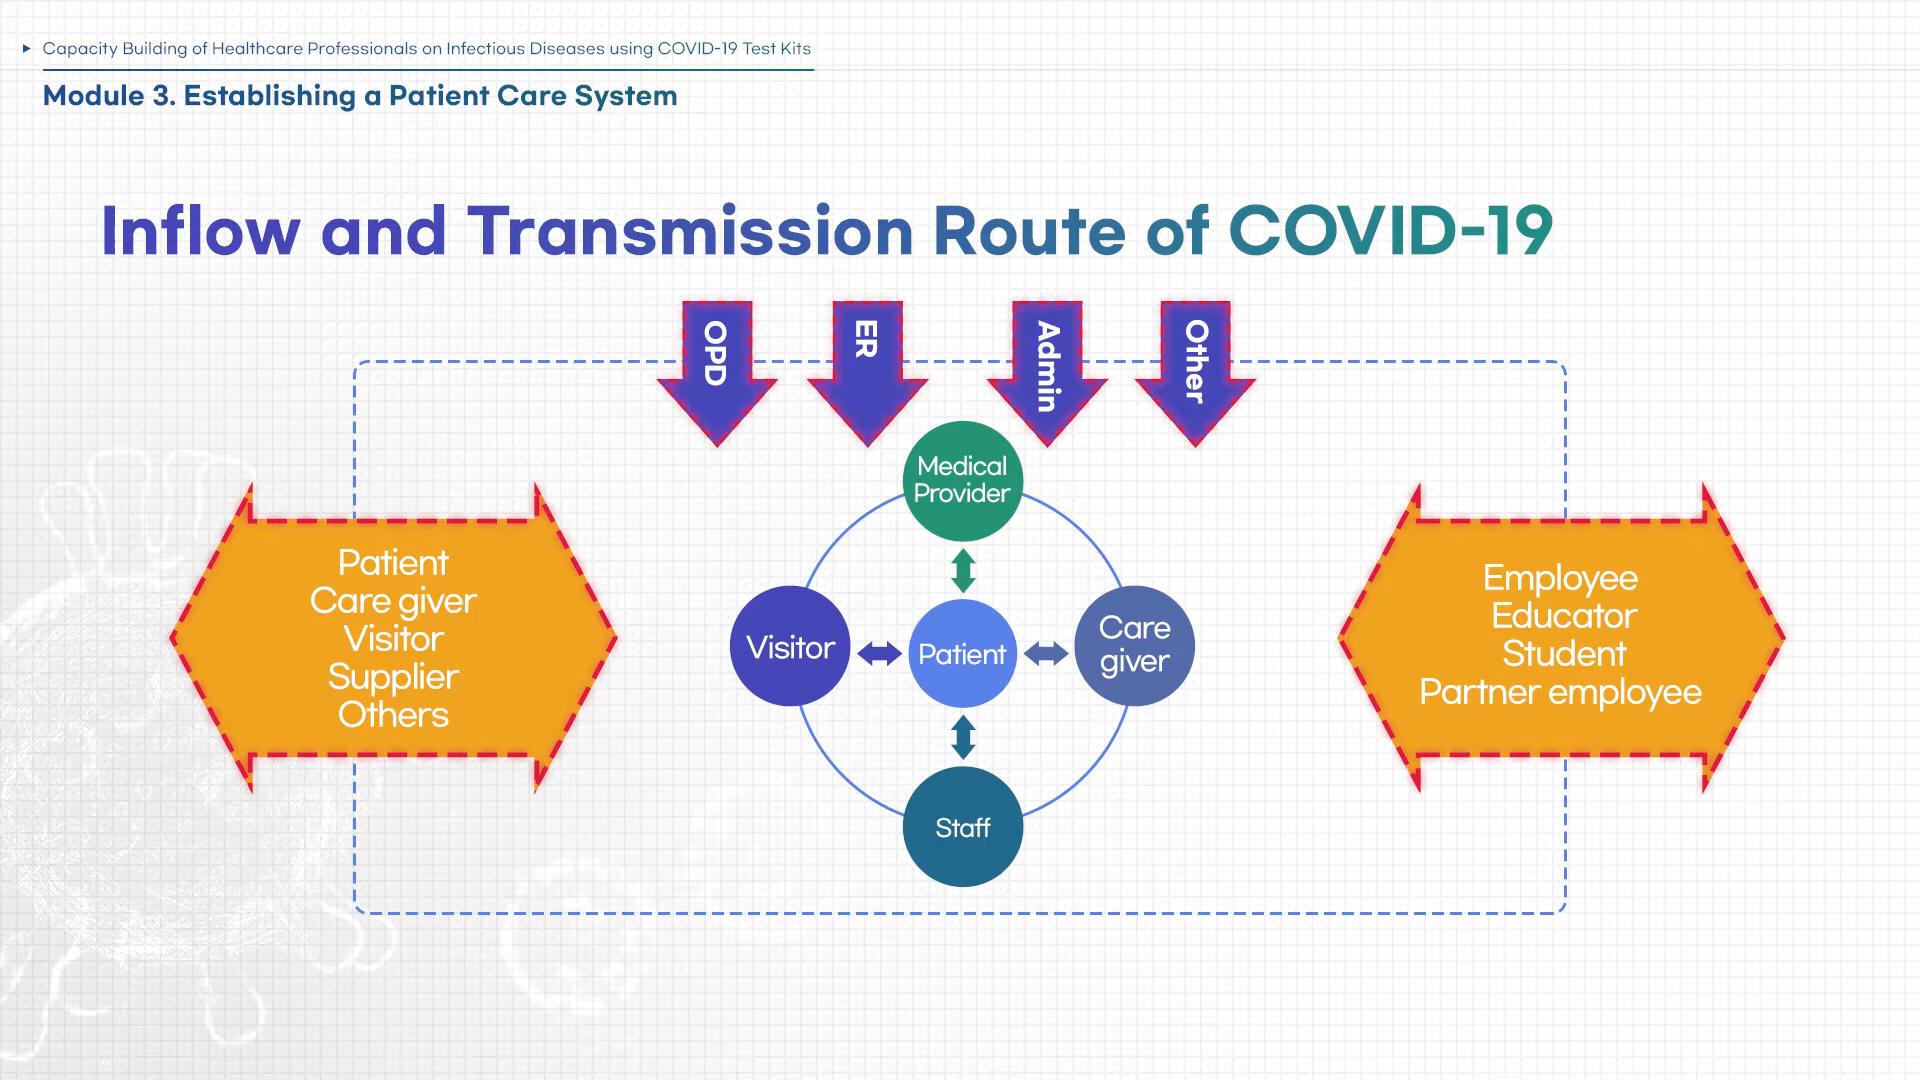 Capacity Building of Healthcare Professionals on Infectious Diseases using COVID-19 Test Kits
Module 3. Establishing a Patient Care System
Inflow and Transmission Route of COVID-19
OPD
ER
Admin
Other
Patient
Care giver
Visitor
Supplier
Others
Medical
Provider
Visitor
Patient
Care
giver
Staff
Employee
Educator
Student
Partner employee